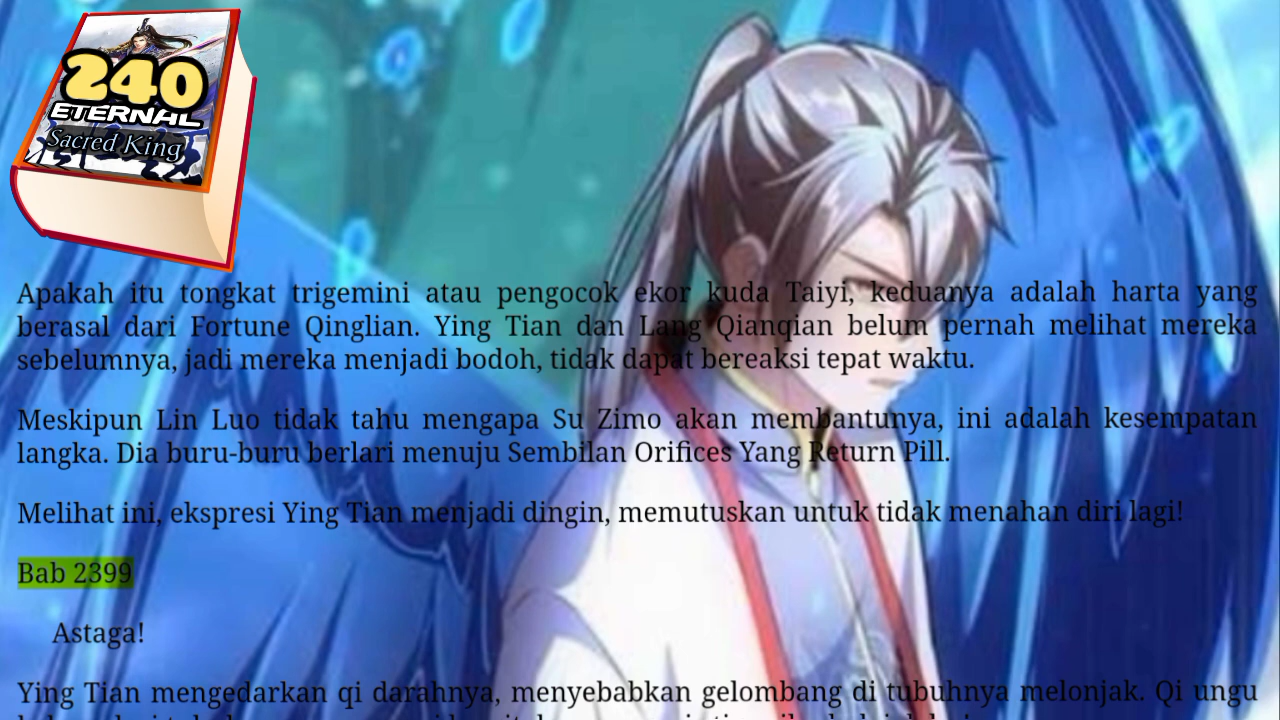 240
ETERNAL
Sacred King
Apakah itu tongkat trigemini atau pengocok ekor kuda Taiyi, keduanya adalah harta yang
berasal dari Fortune Qinglian. Ying Tian dan Lang Qianqian belum pernah melihat mereka
sebelumnya, jadi mereka menjadi bodoh, tidak dapat bereaksi tepat waktu.
Meskipun Lin Luo tidak tahu mengapa Su Zimo akan membantunya, ini adalah kesempatan
langka. Dia buru-buru berlari menuju Sembilan Orifices Yang Return Pill.
Melihat ini, ekspresi Ying Tian menjadi dingin, memutuskan untuk tidak menahan diri lagi!
Bab 2399
Astaga!
Ying Tian mengedarkan qi darahnya, menyebabkan gelombang di tubuhnya melonjak. Qi ungu